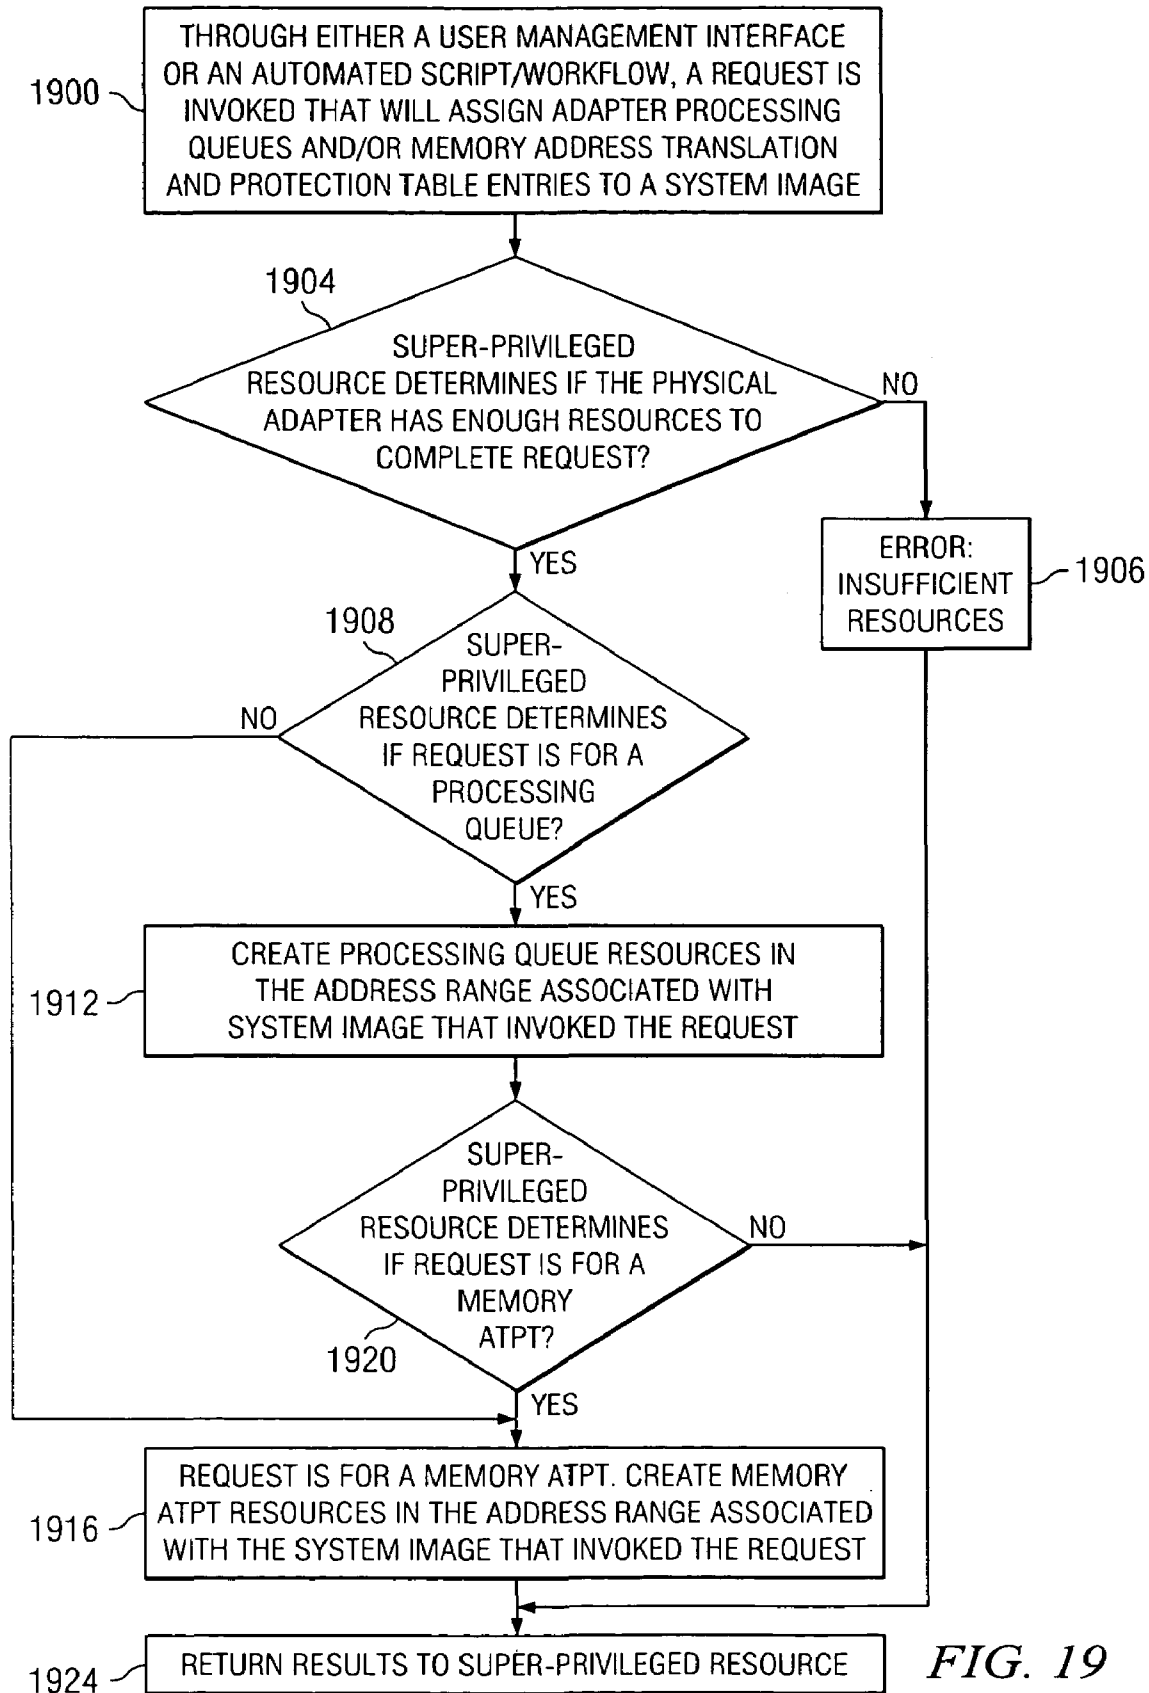 THROUGH EITHER A USER MANAGEMENT INTERFACE
OR AN AUTOMATED SCRIPT/WORKFLOW, A REQUEST IS
INVOKED THAT WILL ASSIGN ADAPTER PROCESSING
QUEUES AND/OR MEMORY ADDRESS TRANSLATION
AND PROTECTION TABLE ENTRIES TO A SYSTEM IMAGE
1900
1904
SUPER-PRIVILEGED
RESOURCE DETERMINES IF THE PHYSICAL
ADAPTER HAS ENOUGH RESOURCES TO
COMPLETE REQUEST?
NO
YES
ERROR:
INSUFFICIENT
RESOURCES
1906
1908
SUPER-
PRIVILEGED
RESOURCE DETERMINES
IF REQUEST IS FOR A
PROCESSING
QUEUE?
NO
YES
CREATE PROCESSING QUEUE RESOURCES IN
THE ADDRESS RANGE ASSOCIATED WITH
SYSTEM IMAGE THAT INVOKED THE REQUEST
1912
SUPER-
PRIVILEGED
RESOURCE DETERMINES
IF REQUEST IS FOR A
MEMORY
ATPT?
NO
1920
YES
REQUEST IS FOR A MEMORY ATPT. CREATE MEMORY
ATPT RESOURCES IN THE ADDRESS RANGE ASSOCIATED
WITH THE SYSTEM IMAGE THAT INVOKED THE REQUEST
1916
RETURN RESULTS TO SUPER-PRIVILEGED RESOURCE
1924
FIG. 19